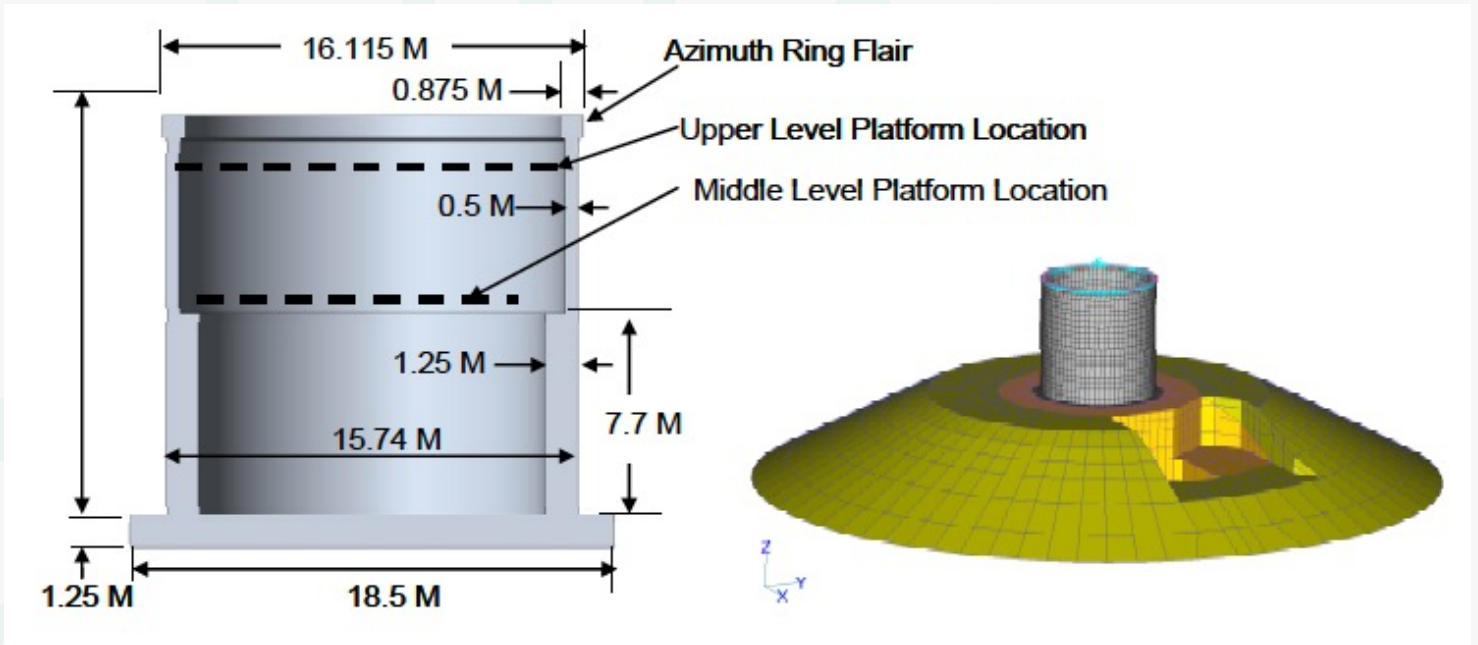 16.115 M
Azimuth Ring Flair
0.875 M
Upper Level Platform Location
Middle Level Platform Location
0.5 M
1.25 M
7.7 M
15.74 M
1.25 M
18.5 M
Z
Y
X